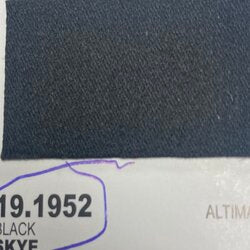 19.1952
BLACK
SKYE
ALTIMA